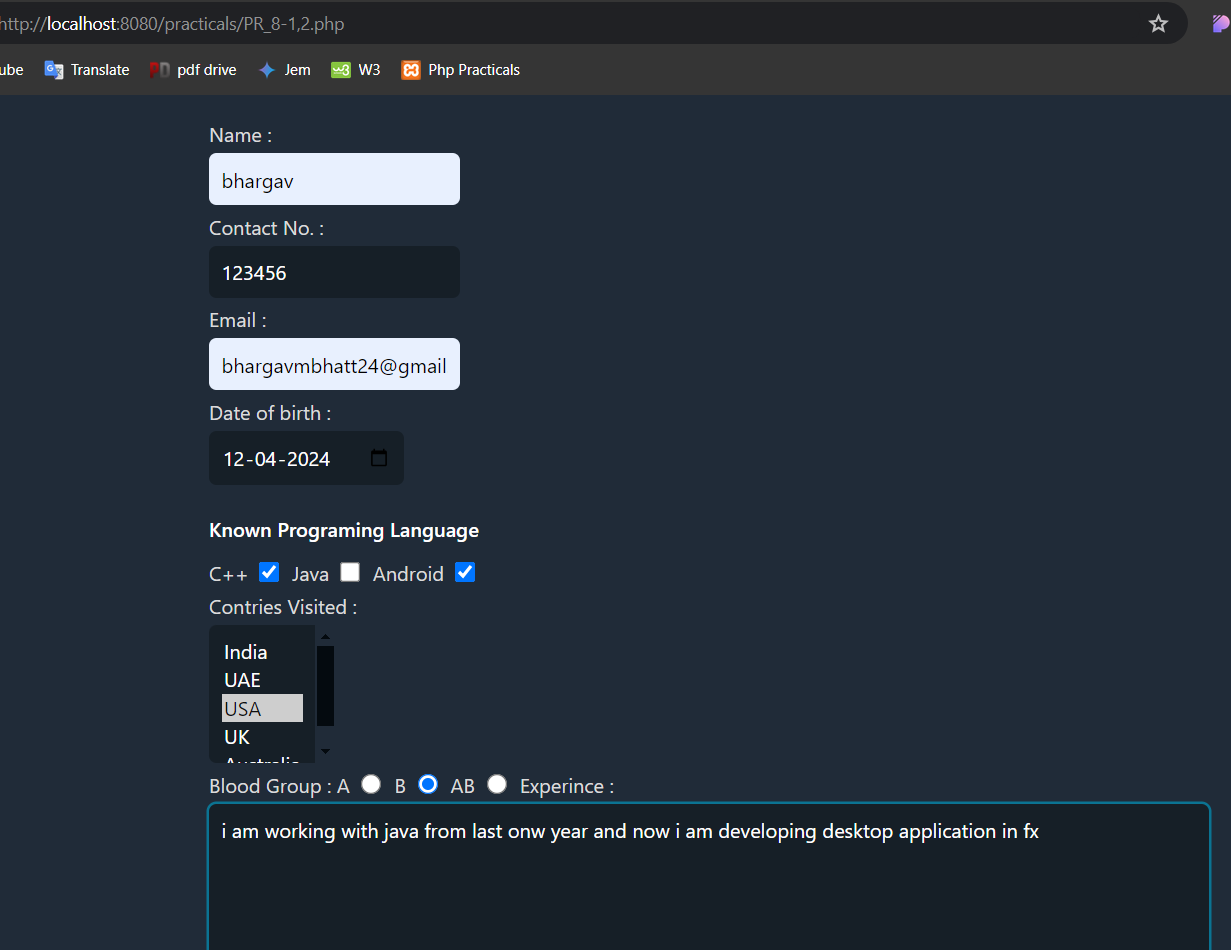 http://localhost:8080/practicals/PR_8-1,2.php
ube Translate pdf drive Jem W3 Php Practicals
Name :
bhargav
Contact No. :
123456
Email :
bhargavmbhatt24@gmail
Date of birth :
12-04-2024
Known Programing Language
C++ Java Android
Contries Visited :
India
UAE
USA
UK
Australia
Blood Group : A B AB Experince :
i am working with java from last onw year and now i am developing desktop application in fx